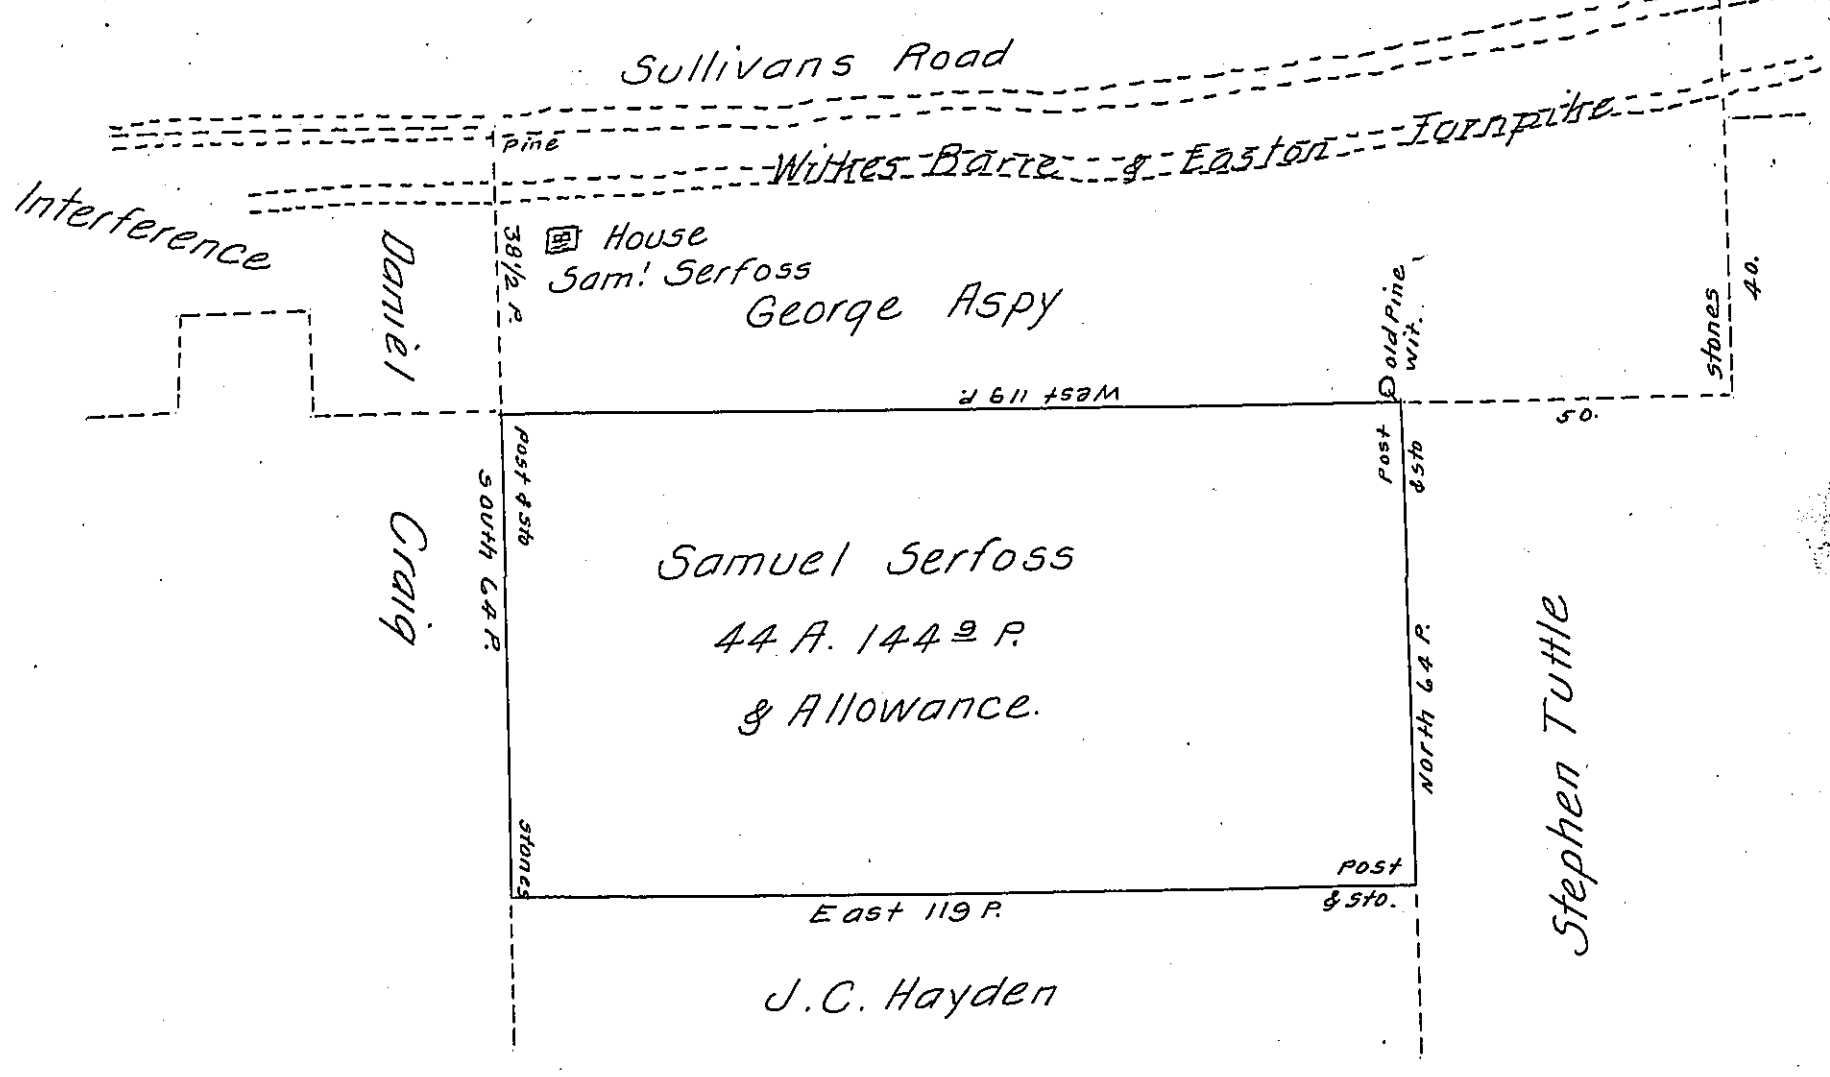 Sullivans Road
Pine
Wilkes-Barre & Easton Turnpike
Interference
Daniel
Craig
38 1/2 P.
House
Sam! Serfoss
George Aspy
Old Pine
Wit.
Stones
40.
West 119 P.
50.
Post & Sto
South 64 P.
Post
& Sto
Samuel Serfoss
44 A. 144 9 P.
& Allowance.
North 64 P.
Stephen Tuttle
Stones
Post
& Sto.
East 119 P.
J.C. Hayden